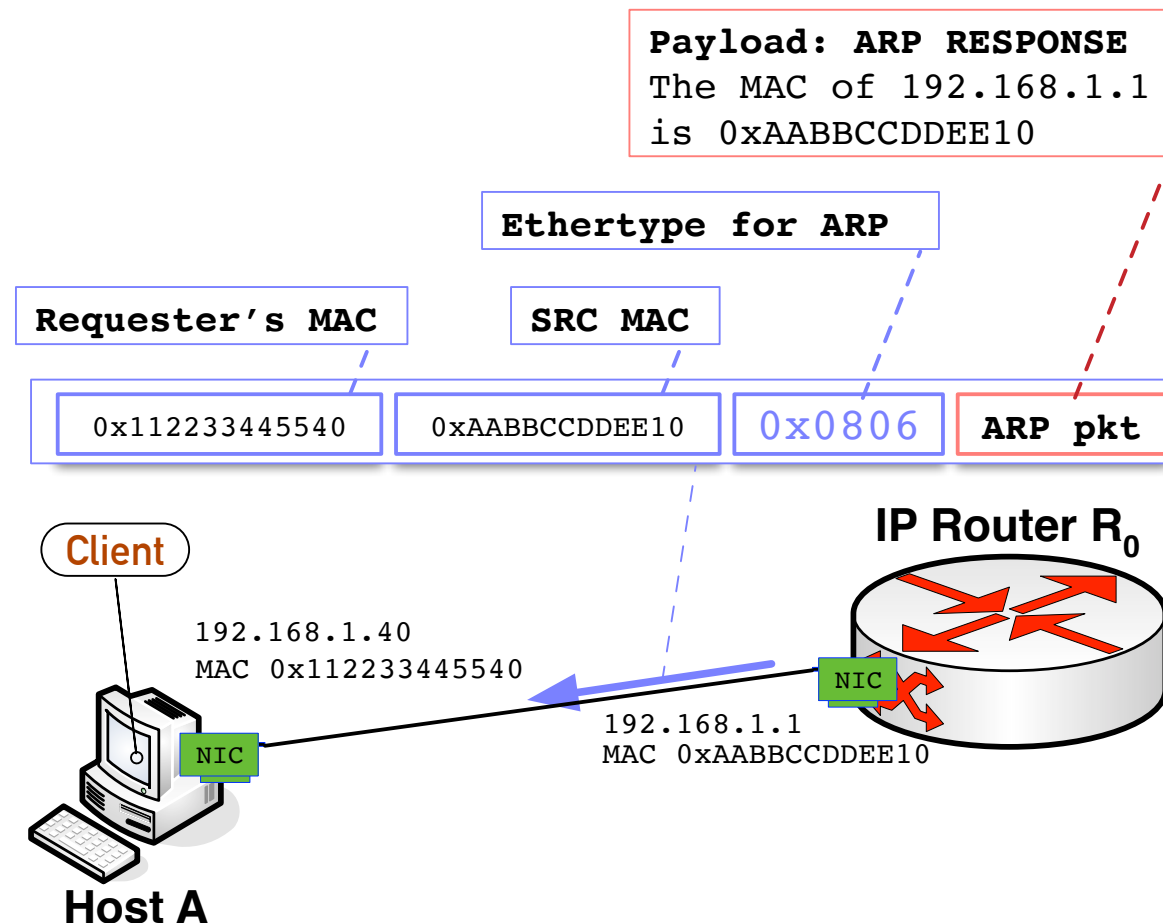 Payload: ARP RESPONSE
The MAC of 192.168.1.1
is 0xAABBCCDDEE10
Ethertype for ARP
Requester’s MAC
SRC MAC
0x112233445540
0xAABBCCDDEE10
0x0806
ARP pkt
IP Router R0
Client
192.168.1.40
MAC 0x112233445540
NIC
192.168.1.1
MAC 0xAABBCCDDEE10
NIC
Host A